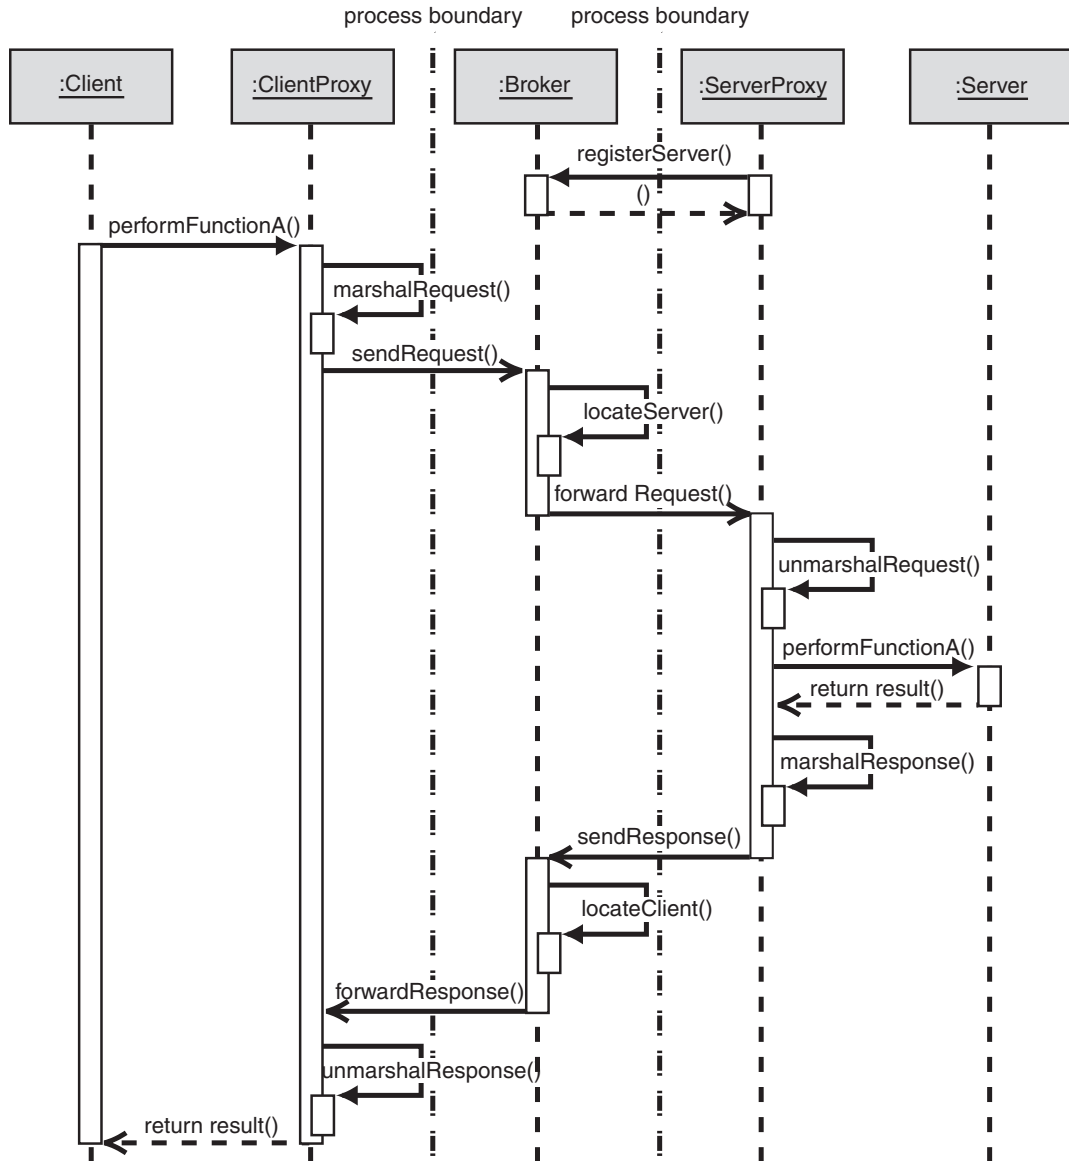 process boundary
process boundary
:Client
:ClientProxy
:Broker
:ServerProxy
:Server
registerServer()
()
performFunctionA()
marshalRequest()
sendRequest()
locateServer()
forward Request()
unmarshalRequest()
performFunctionA()
return result()
marshalResponse()
sendResponse()
locateClient()
forwardResponse()
unmarshalResponse()
return result()